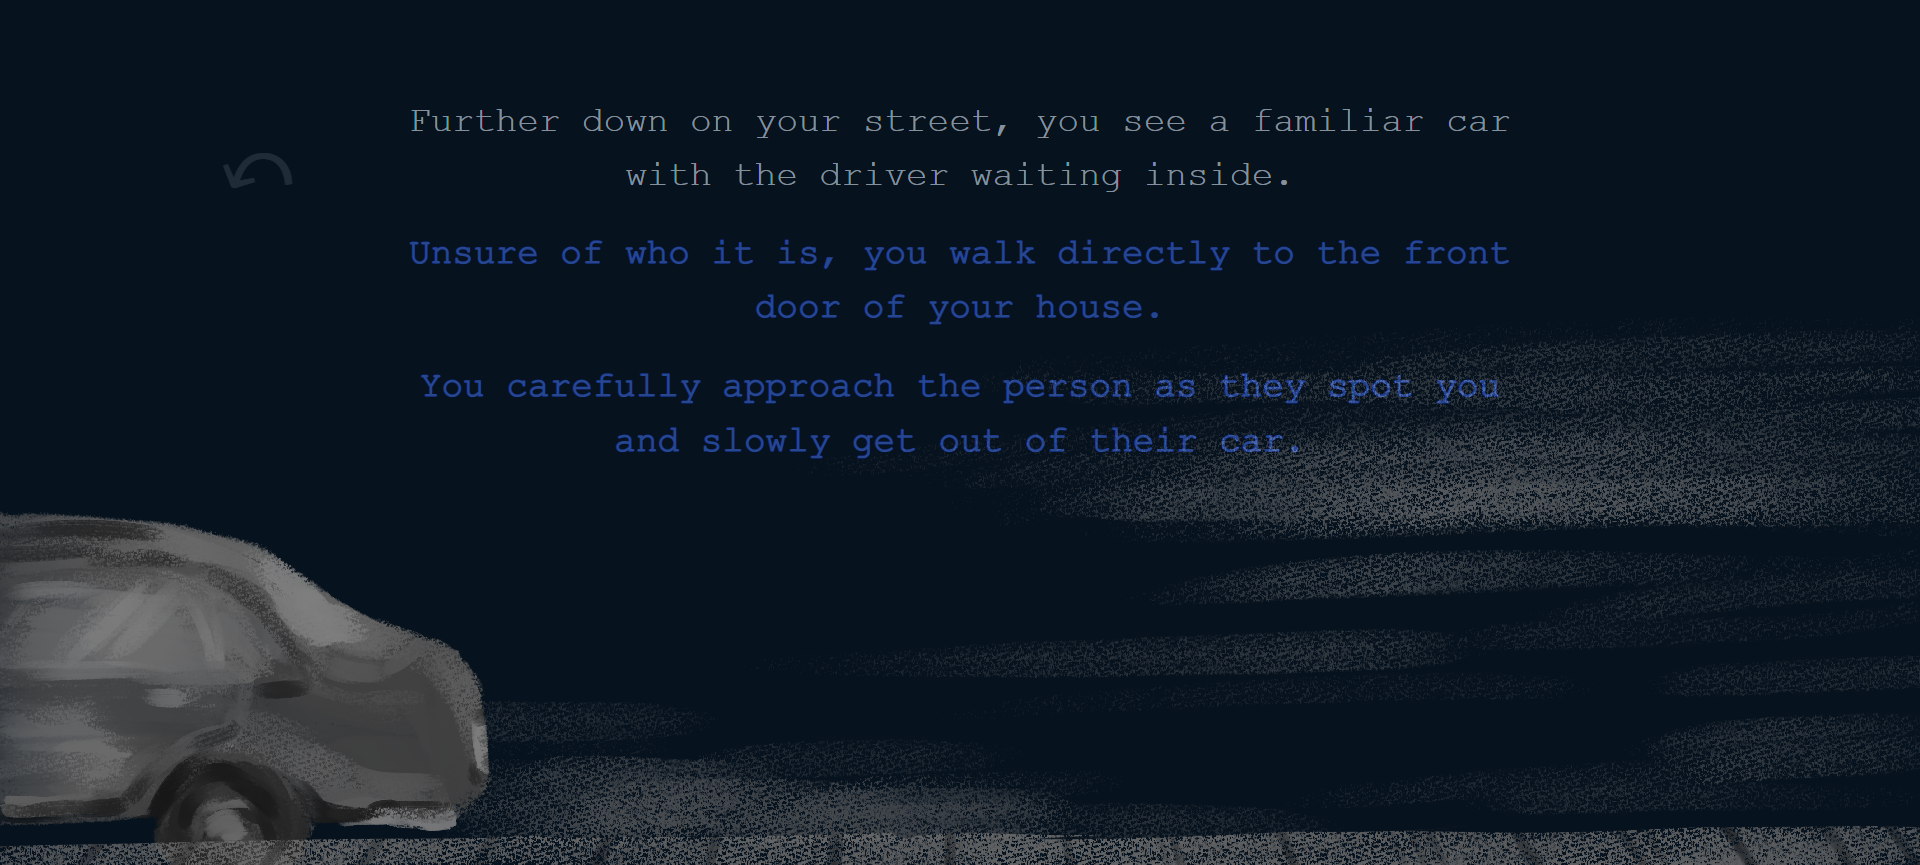 Further down on your street, you see a familiar car
with the driver waiting inside.
Unsure of who it is, you walk directly to the front
door of your house.
You carefully approach the person as they spot you
and slowly get out of their car.